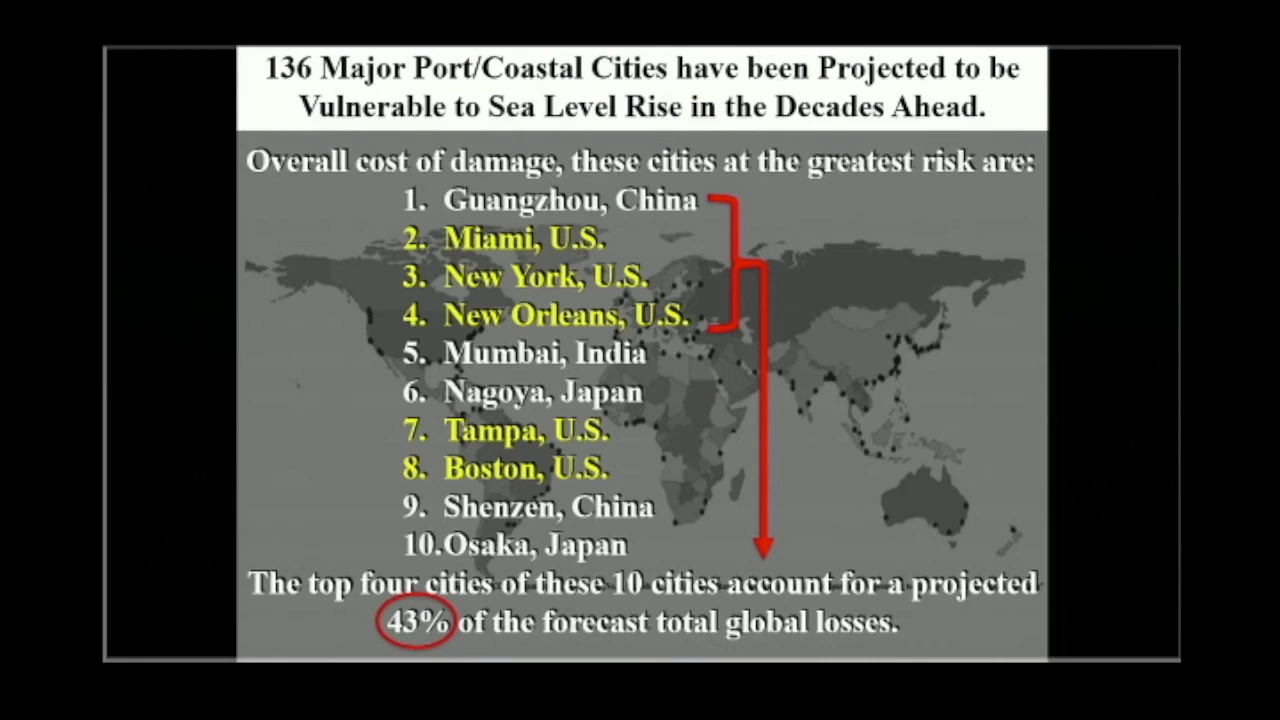 136 Major Port/Coastal Cities have been Projected to be
Vulnerable to Sea Level Rise in the Decades Ahead.
Overall cost of damage, these cities at the greatest risk are:
1. Guangzhou, China
2. Miami, U.S.
3. New York, U.S.
4. New Orleans, U.S.
5. Mumbai, India
6. Nagoya, Japan
7. Tampa, U.S.
8. Boston, U.S.
9. Shenzen, China
10. Osaka, Japan
The top four cities of these 10 cities account for a projected
43% of the forecast total global losses.